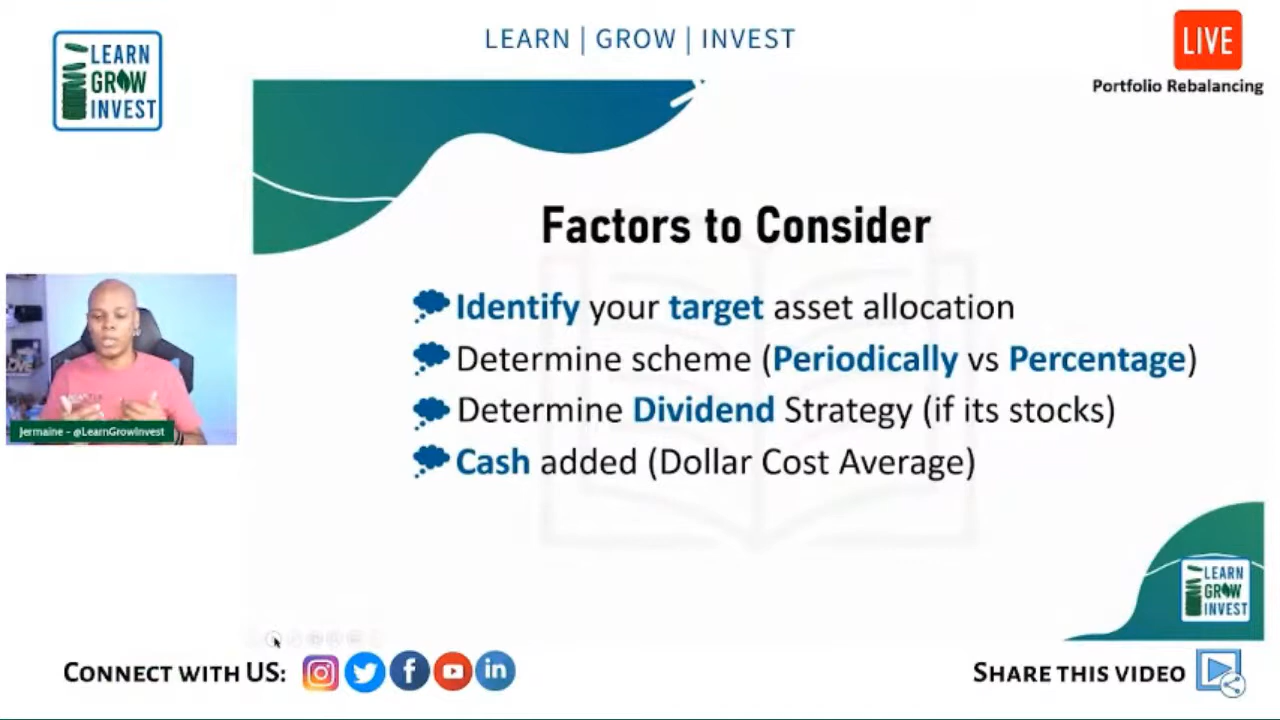 LEARN | GROW | INVEST
LIVE
Portfolio Rebalancing
LEARN
GROW
INVEST
Factors to Consider
Identify your target asset allocation
Determine scheme (Periodically vs Percentage)
Determine Dividend Strategy (if its stocks)
Cash added (Dollar Cost Average)
Jermaine - @LearnGrowInvest
LEARN
GROW
INVEST
CONNECT WITH US:
SHARE THIS VIDEO